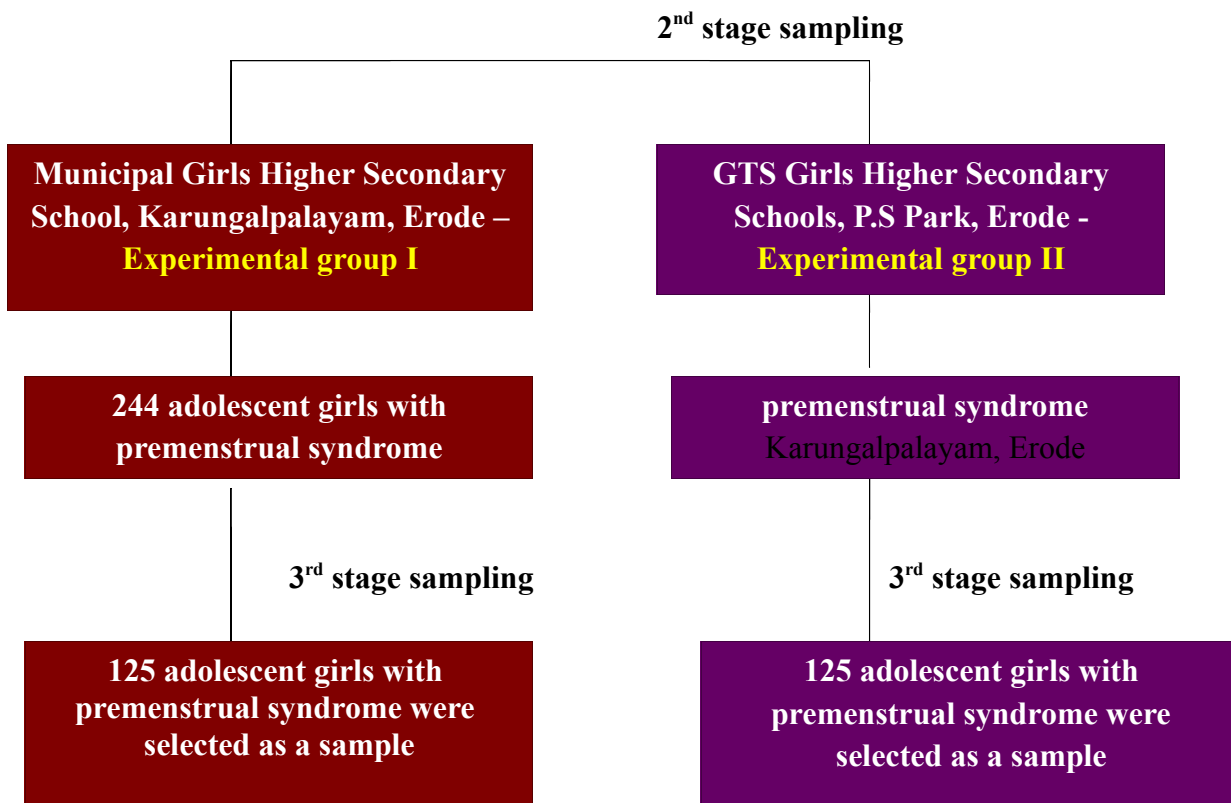 2nd stage sampling
Municipal Girls Higher Secondary
School, Karungalpalayam, Erode –
Experimental group I
GTS Girls Higher Secondary
Schools, P.S Park, Erode -
Experimental group II
244 adolescent girls with
premenstrual syndrome
premenstrual syndrome
Karungalpalayam, Erode
3rd stage sampling
3rd stage sampling
125 adolescent girls with
premenstrual syndrome were
selected as a sample
125 adolescent girls with
premenstrual syndrome were
selected as a sample